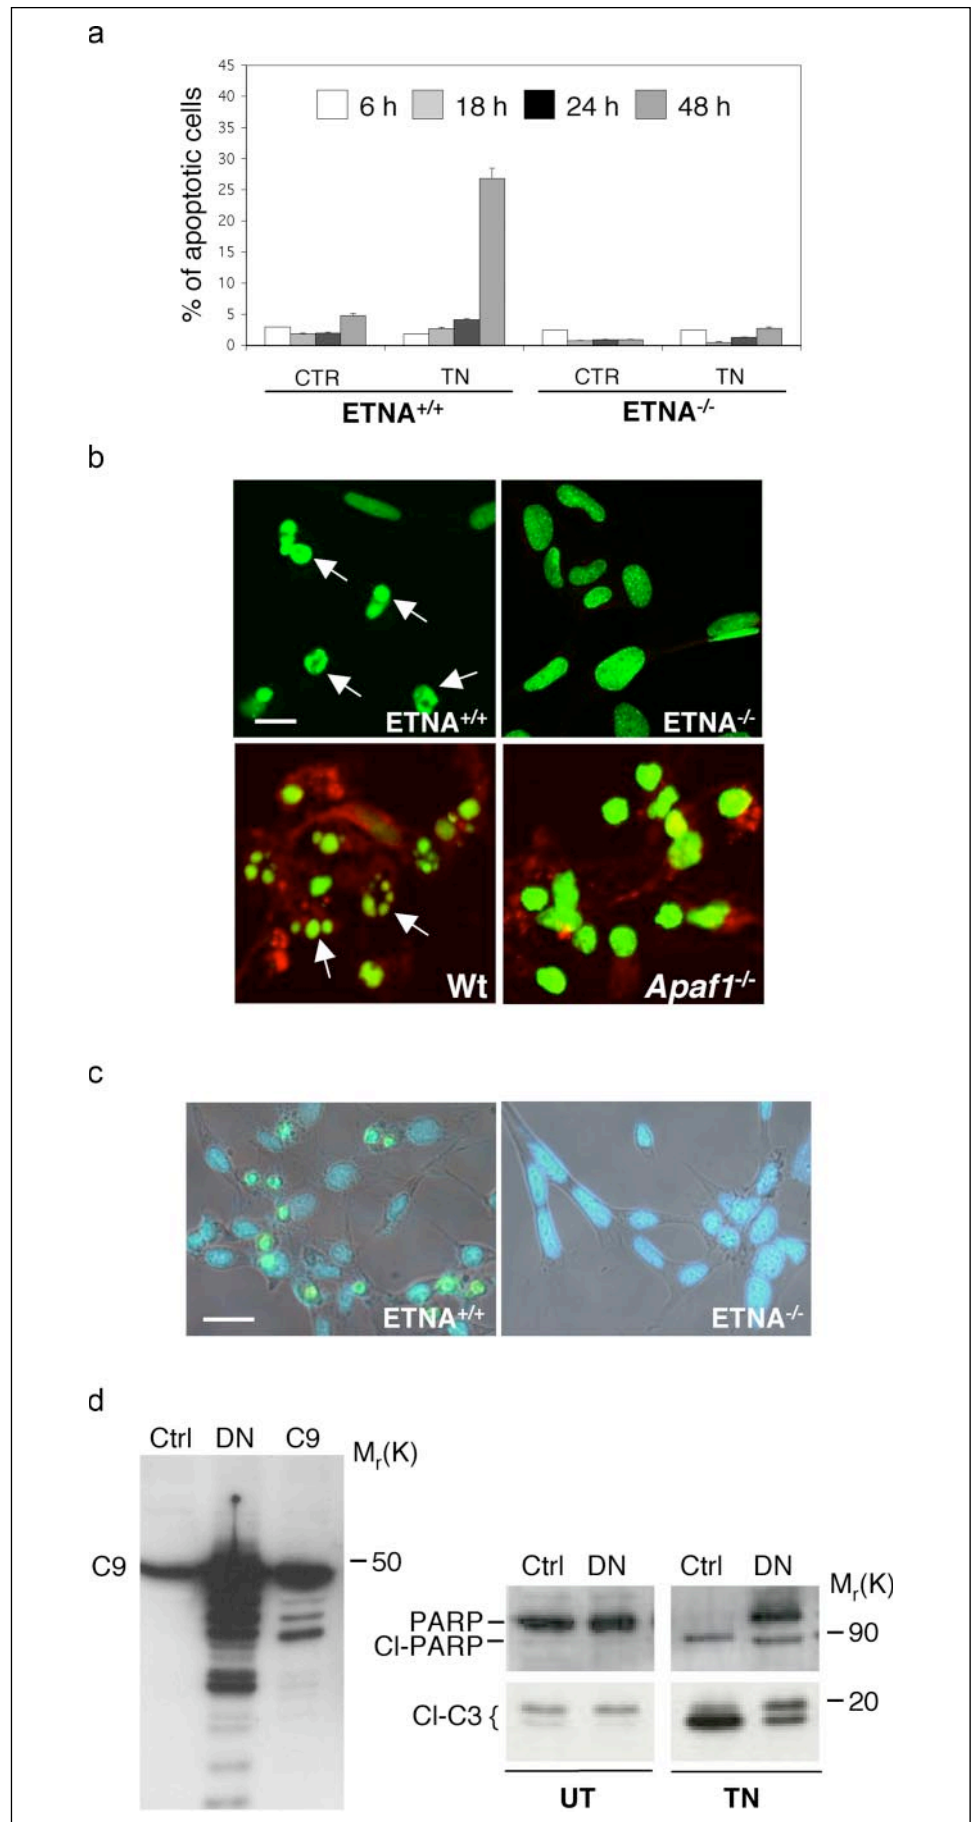 a
% of apoptotic cells
45
40
35
30
25
20
15
10
5
0
6 h 18 h 24 h 48 h
CTR TN CTR TN
ETNA+/+ ETNA-/-
b
ETNA+/+ ETNA-/-
Wt Apaf1-/-
c
ETNA+/+ ETNA-/-
d
Ctrl DN C9 Mr(K)
C9 –50
Ctrl DN Ctrl DN Mr(K)
PARP–
Cl-PARP– –90
Cl-C3 { –20
UT TN